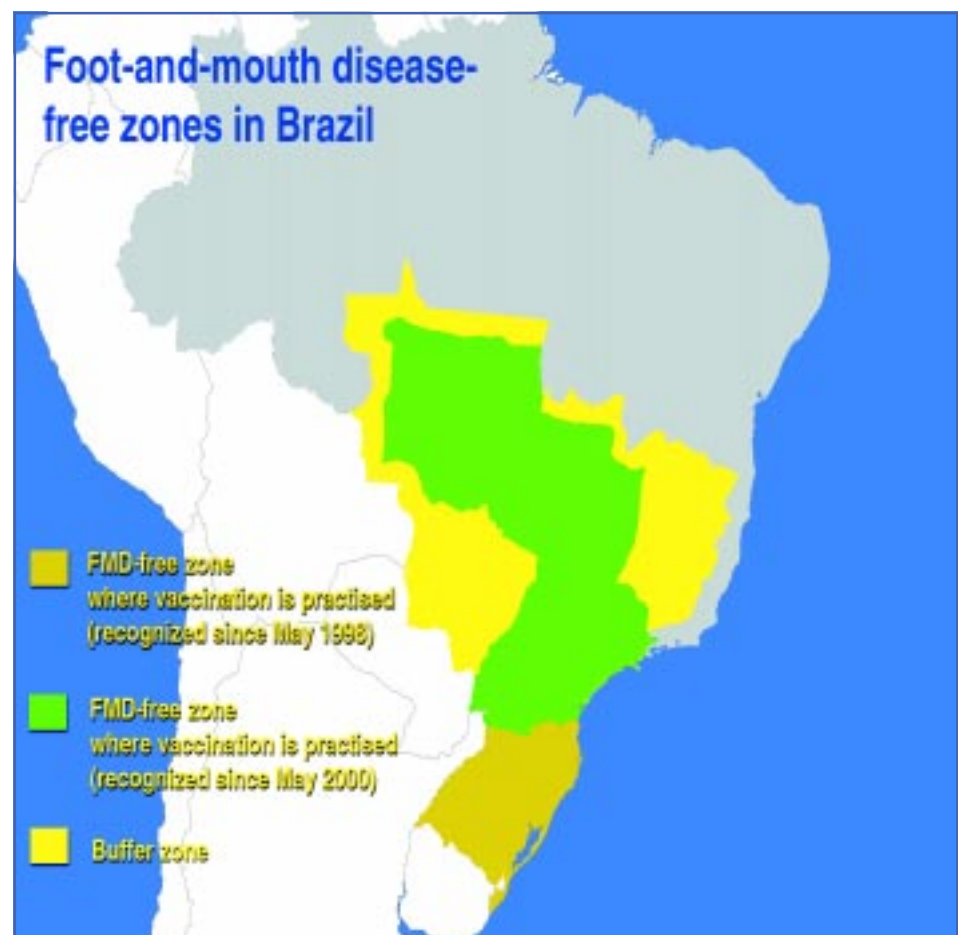 Foot-and-mouth disease-
free zones in Brazil
FMD-free zone
where vaccination is practised
(recognized since May 1998)
FMD-free zone
where vaccination is practised
(recognized since May 2000)
Buffer zone